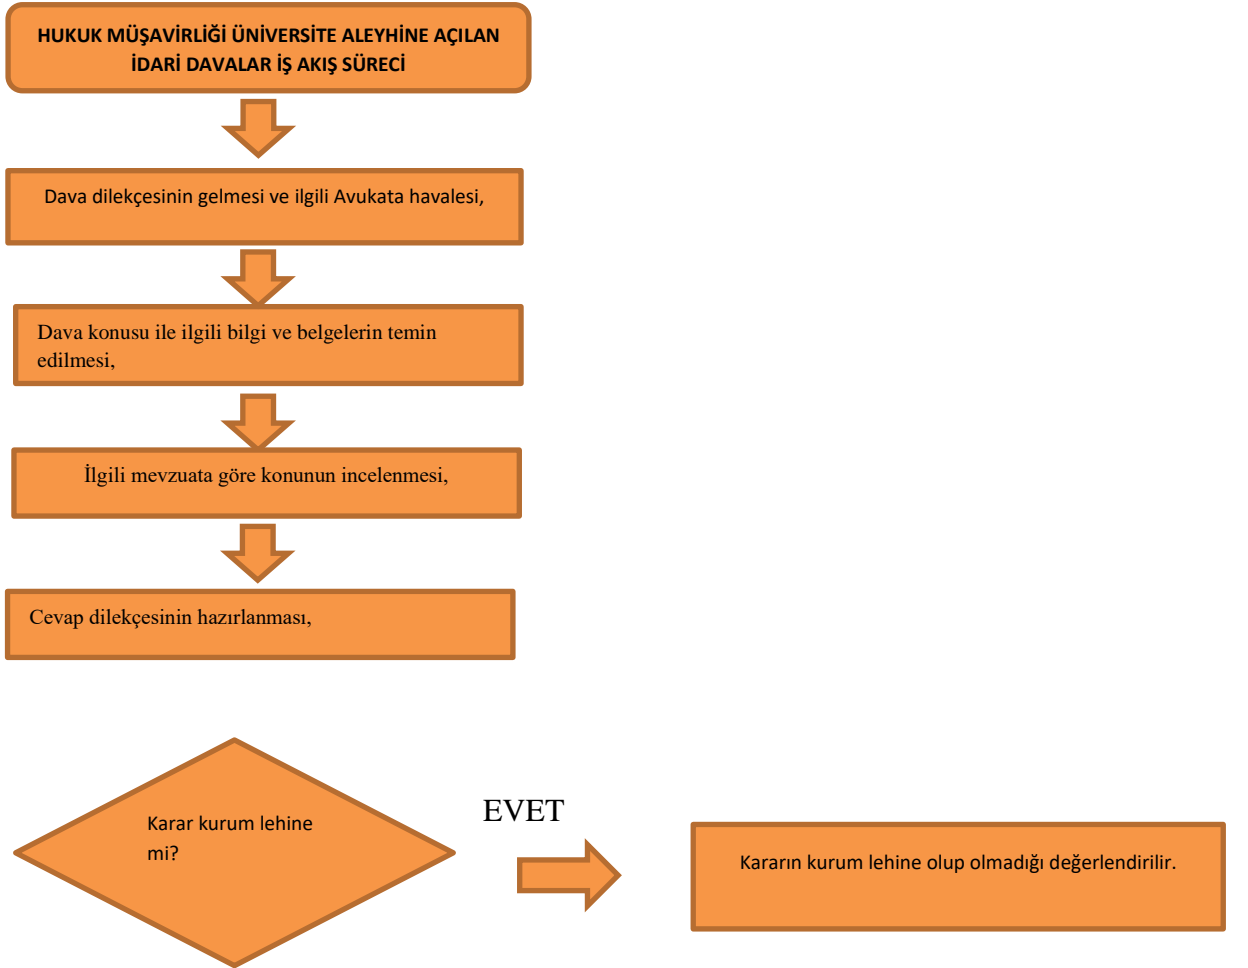 HUKUK MÜŞAVİRLİĞİ ÜNİVERSİTE ALEYHİNE AÇILAN
İDARİ DAVALAR İŞ AKIŞ SÜRECİ
Dava dilekçesinin gelmesi ve ilgili Avukata havalesi,
Dava konusu ile ilgili bilgi ve belgelerin temin
edilmesi,
İlgili mevzuata göre konunun incelenmesi,
Cevap dilekçesinin hazırlanması,
Karar kurum lehine
mi?
EVET
Kararın kurum lehine olup olmadığı değerlendirilir.